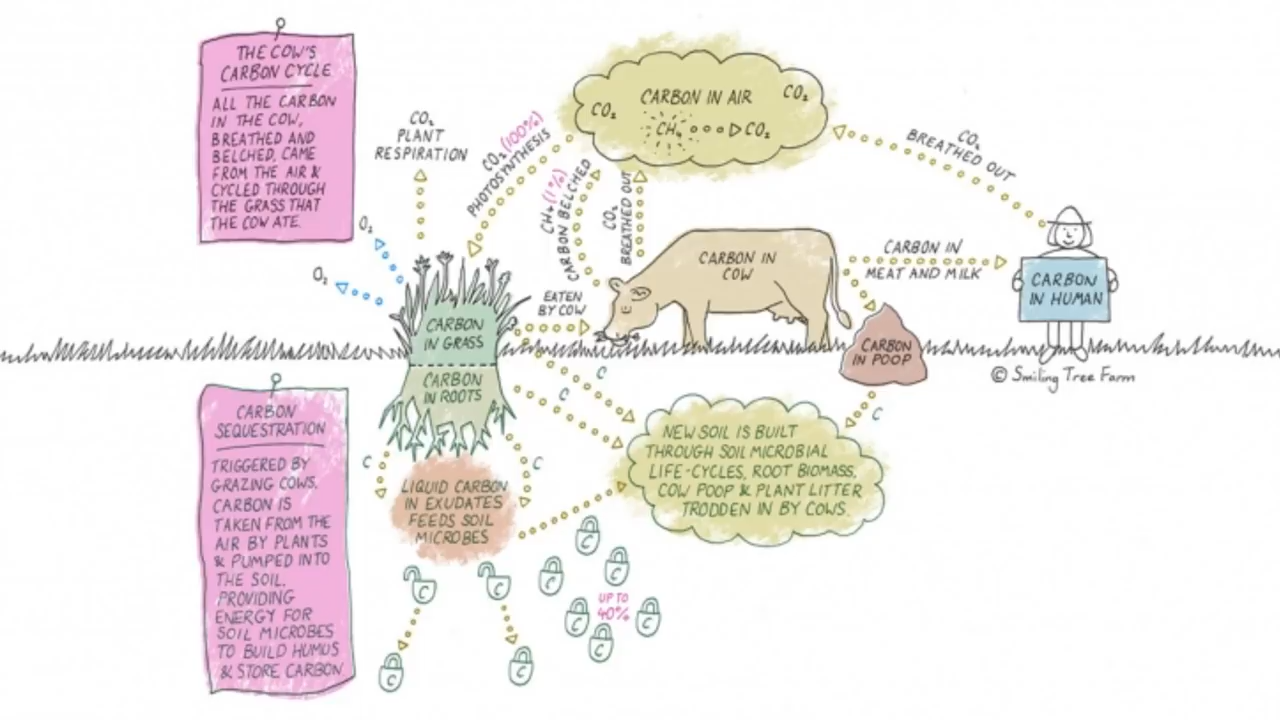 THE COW'S
CARBON CYCLE
ALL THE CARBON
IN THE COW,
BREATHED AND
BELCHED, CAME
FROM THE AIR &
CYCLED THROUGH
THE GRASS THAT
THE COW ATE.
CO₂
PLANT
RESPIRATION
O₂
O₂
CO₂ (100%)
PHOTOSYNTHESIS
CO₂
CARBON IN AIR
CO₂
CH₄ CO₂
CH₄ (1%)
CARBON BELCHED
CO₂
BREATHED OUT
CO₂
BREATHED OUT
CARBON IN
COW
CARBON IN
MEAT AND MILK
CARBON
IN HUMAN
EATEN
BY COW
CARBON
IN GRASS
CARBON
IN ROOTS
CARBON
IN POOP
© Smiling Tree Farm
C
C
C
C
C
CARBON
SEQUESTRATION
TRIGGERED BY
GRAZING COWS,
CARBON IS
TAKEN FROM THE
AIR BY PLANTS
& PUMPED INTO
THE SOIL,
PROVIDING
ENERGY FOR
SOIL MICROBES
TO BUILD HUMUS
& STORE CARBON
LIQUID CARBON
IN EXUDATES
FEEDS SOIL
MICROBES
NEW SOIL IS BUILT
THROUGH SOIL MICROBIAL
LIFE-CYCLES, ROOT BIOMASS,
COW POOP & PLANT LITTER
TRODDEN IN BY COWS.
C
C
C
C
C
C
UP TO
40%
C
C
C
C